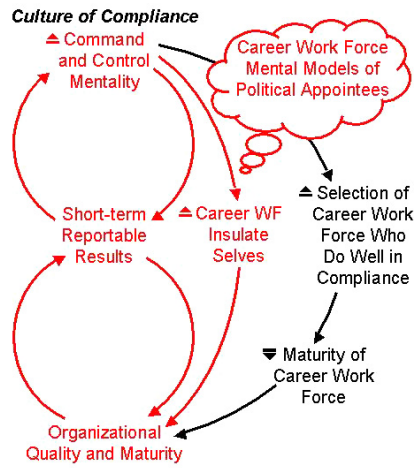 Culture of Compliance
Command
and Control
Mentality
Career Work Force
Mental Models of
Political Appointees
Short-term
Reportable
Results
Career WF
Insulate
Selves
Selection of
Career Work
Force Who
Do Well in
Compliance
Maturity of
Career Work
Force
Organizational
Quality and Maturity